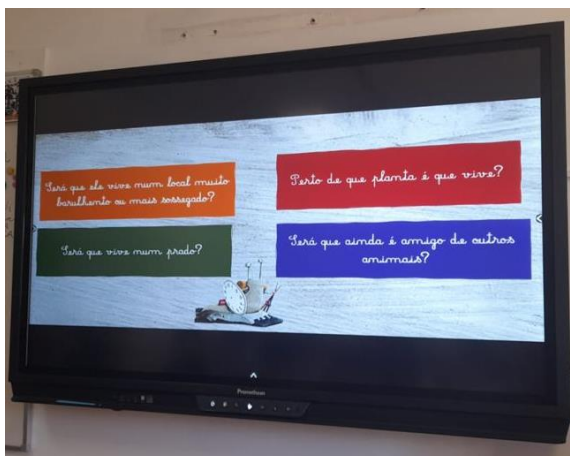 Será que ele vive num local muito
barulhento ou mais sossegado?
Perto de que planta é que vive?
Será que vive num prado?
Será que ainda é amigo de outros
animais?
Promethean